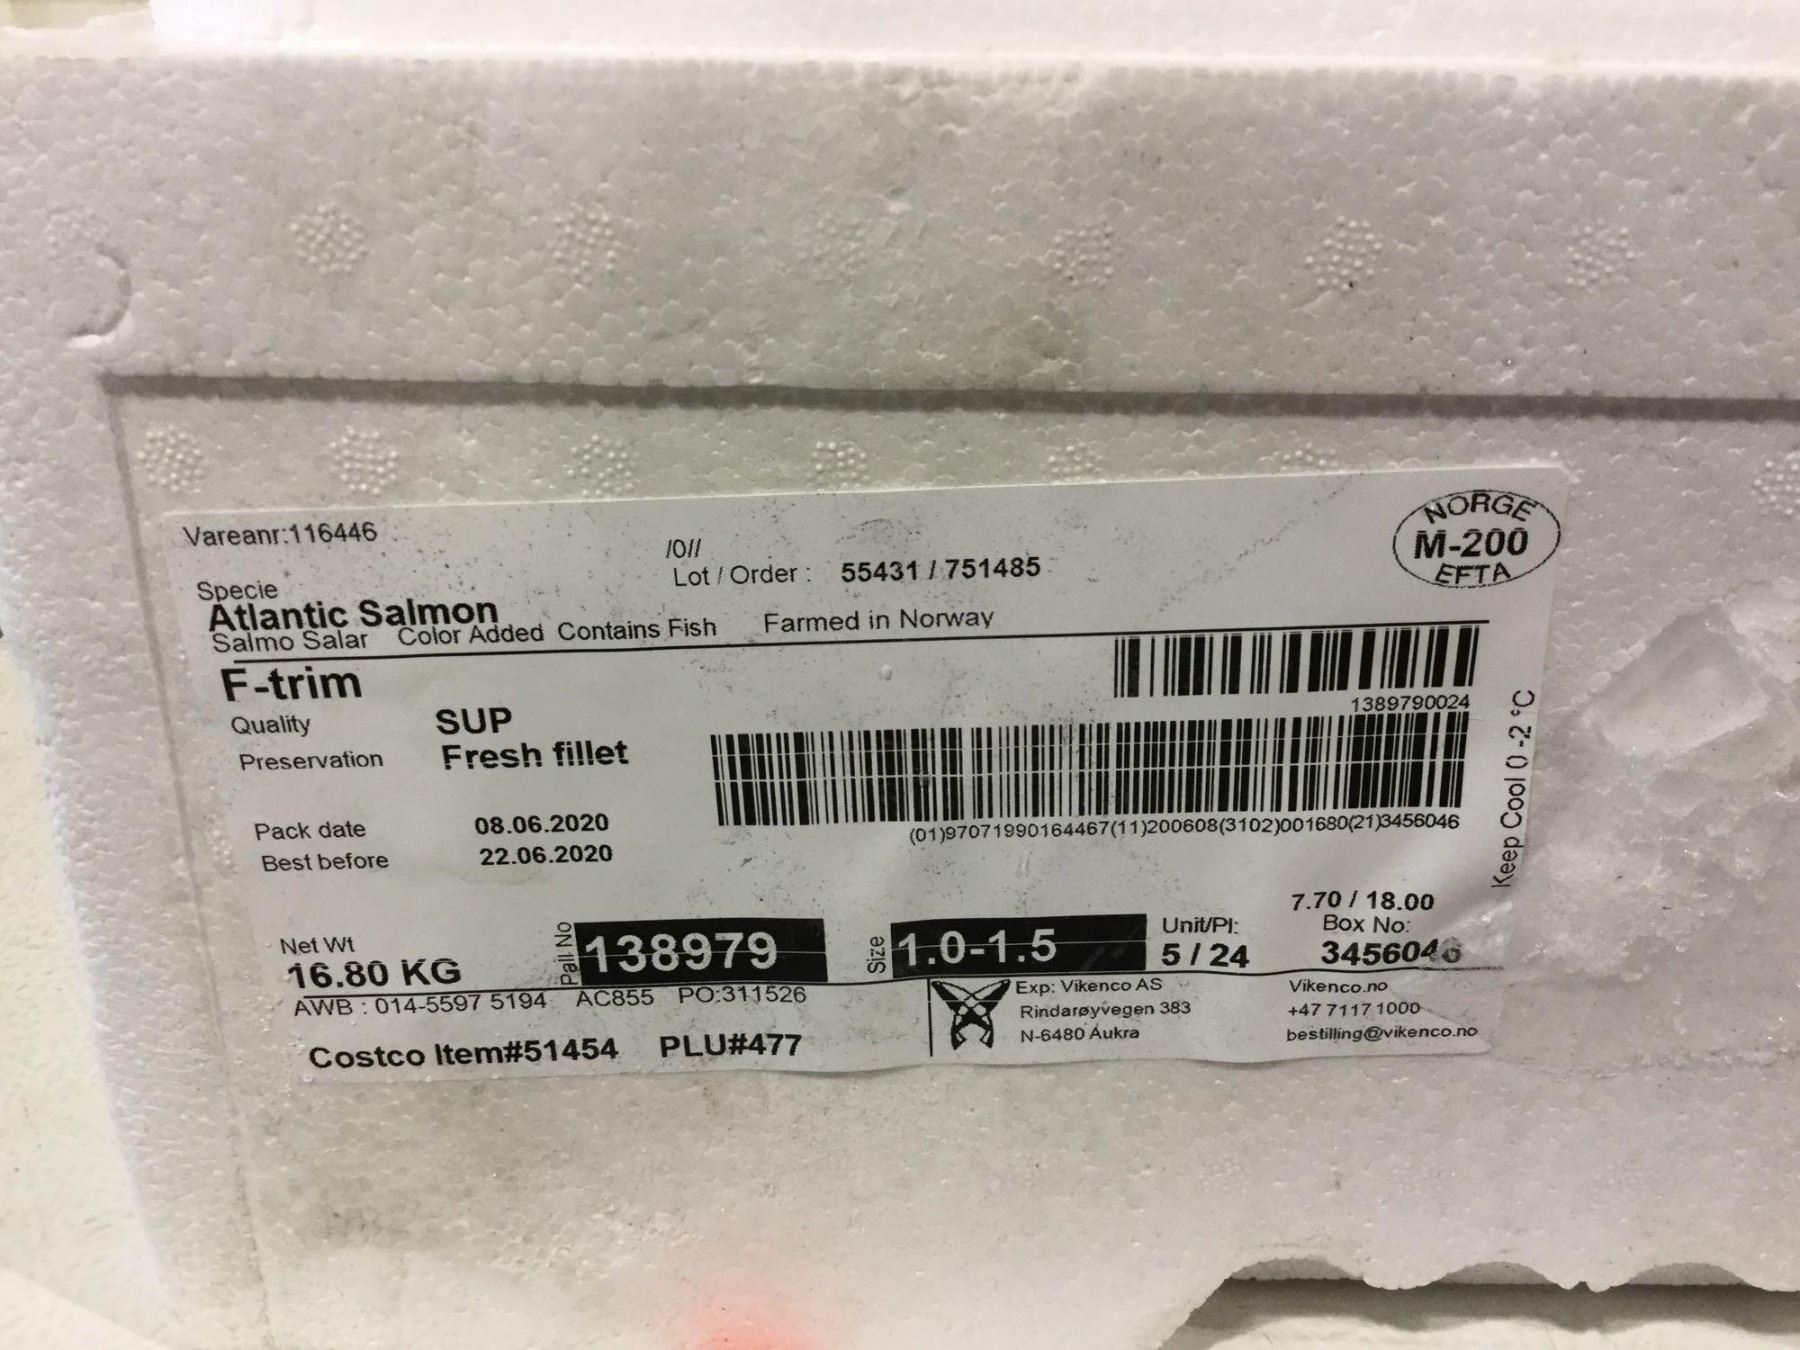 Vareanr:116446
/0//
Lot / Order : 55431 / 751485
NORGE
M-200
EFTA
Specie
Atlantic Salmon
Salmo Salar Color Added Contains Fish Farmed in Norway
F-trim
1389790024
Quality SUP
Preservation Fresh fillet
(01)97071990164467(11)200608(3102)001680(21)3456046
Keep Cool 0 -2 °C
Pack date 08.06.2020
Best before 22.06.2020
7.70 / 18.00
Net Wt
16.80 KG
Pall No 138979
Size 1.0-1.5
Unit/Pl:
5 / 24
Box No:
3456046
AWB : 014-5597 5194 AC855 PO:311526
Costco Item#51454 PLU#477
Exp: Vikenco AS
Rindarøyvegen 383
N-6480 Aukra
Vikenco.no
+47 7117 1000
bestilling@vikenco.no